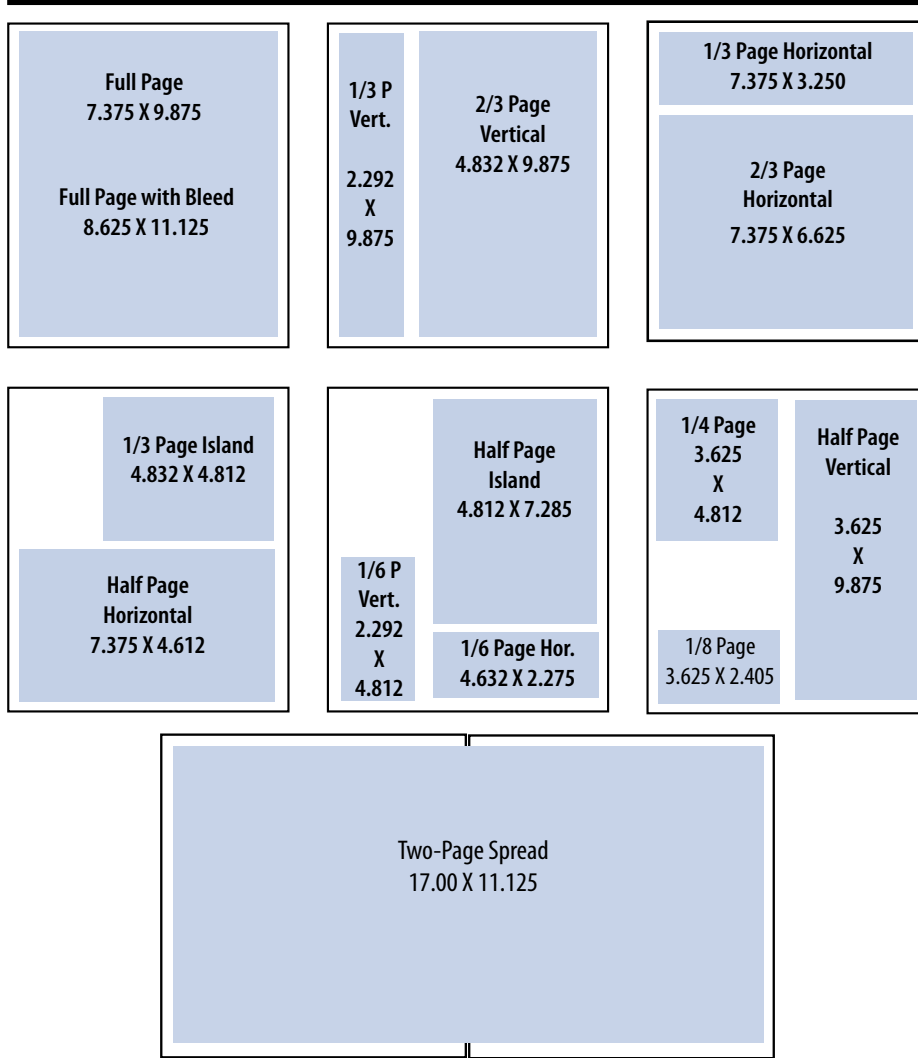 Full Page
7.375 X 9.875
Full Page with Bleed
8.625 X 11.125
1/3 P
Vert.
2.292
X
9.875
2/3 Page
Vertical
4.832 X 9.875
1/3 Page Horizontal
7.375 X 3.250
2/3 Page
Horizontal
7.375 X 6.625
1/3 Page Island
4.832 X 4.812
Half Page
Horizontal
7.375 X 4.612
Half Page
Island
4.812 X 7.285
1/6 P
Vert.
2.292
X
4.812
1/6 Page Hor.
4.632 X 2.275
1/4 Page
3.625
X
4.812
Half Page
Vertical
3.625
X
9.875
1/8 Page
3.625 X 2.405
Two-Page Spread
17.00 X 11.125